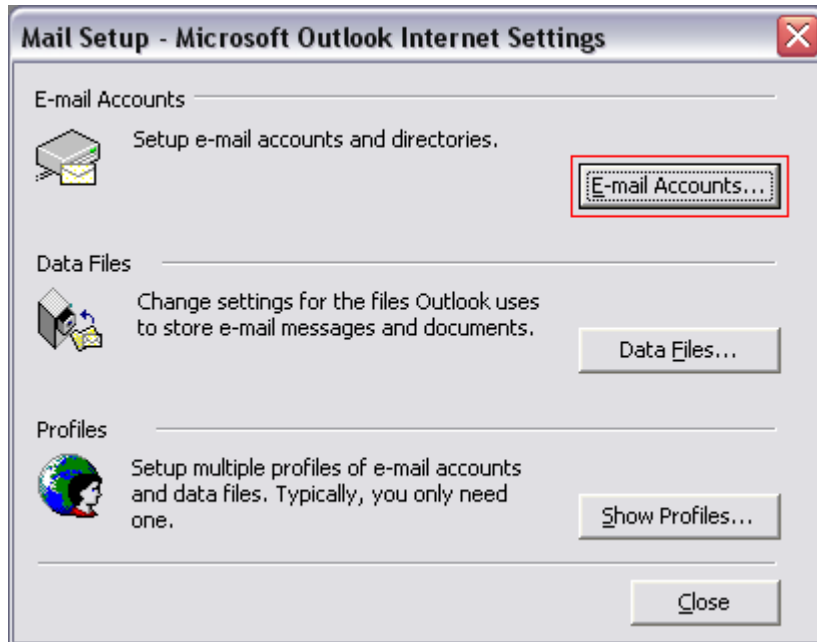 Mail Setup - Microsoft Outlook Internet Settings
E-mail Accounts
Setup e-mail accounts and directories.
E-mail Accounts...
Data Files
Change settings for the files Outlook uses
to store e-mail messages and documents.
Data Files...
Profiles
Setup multiple profiles of e-mail accounts
and data files. Typically, you only need
one.
Show Profiles...
Close